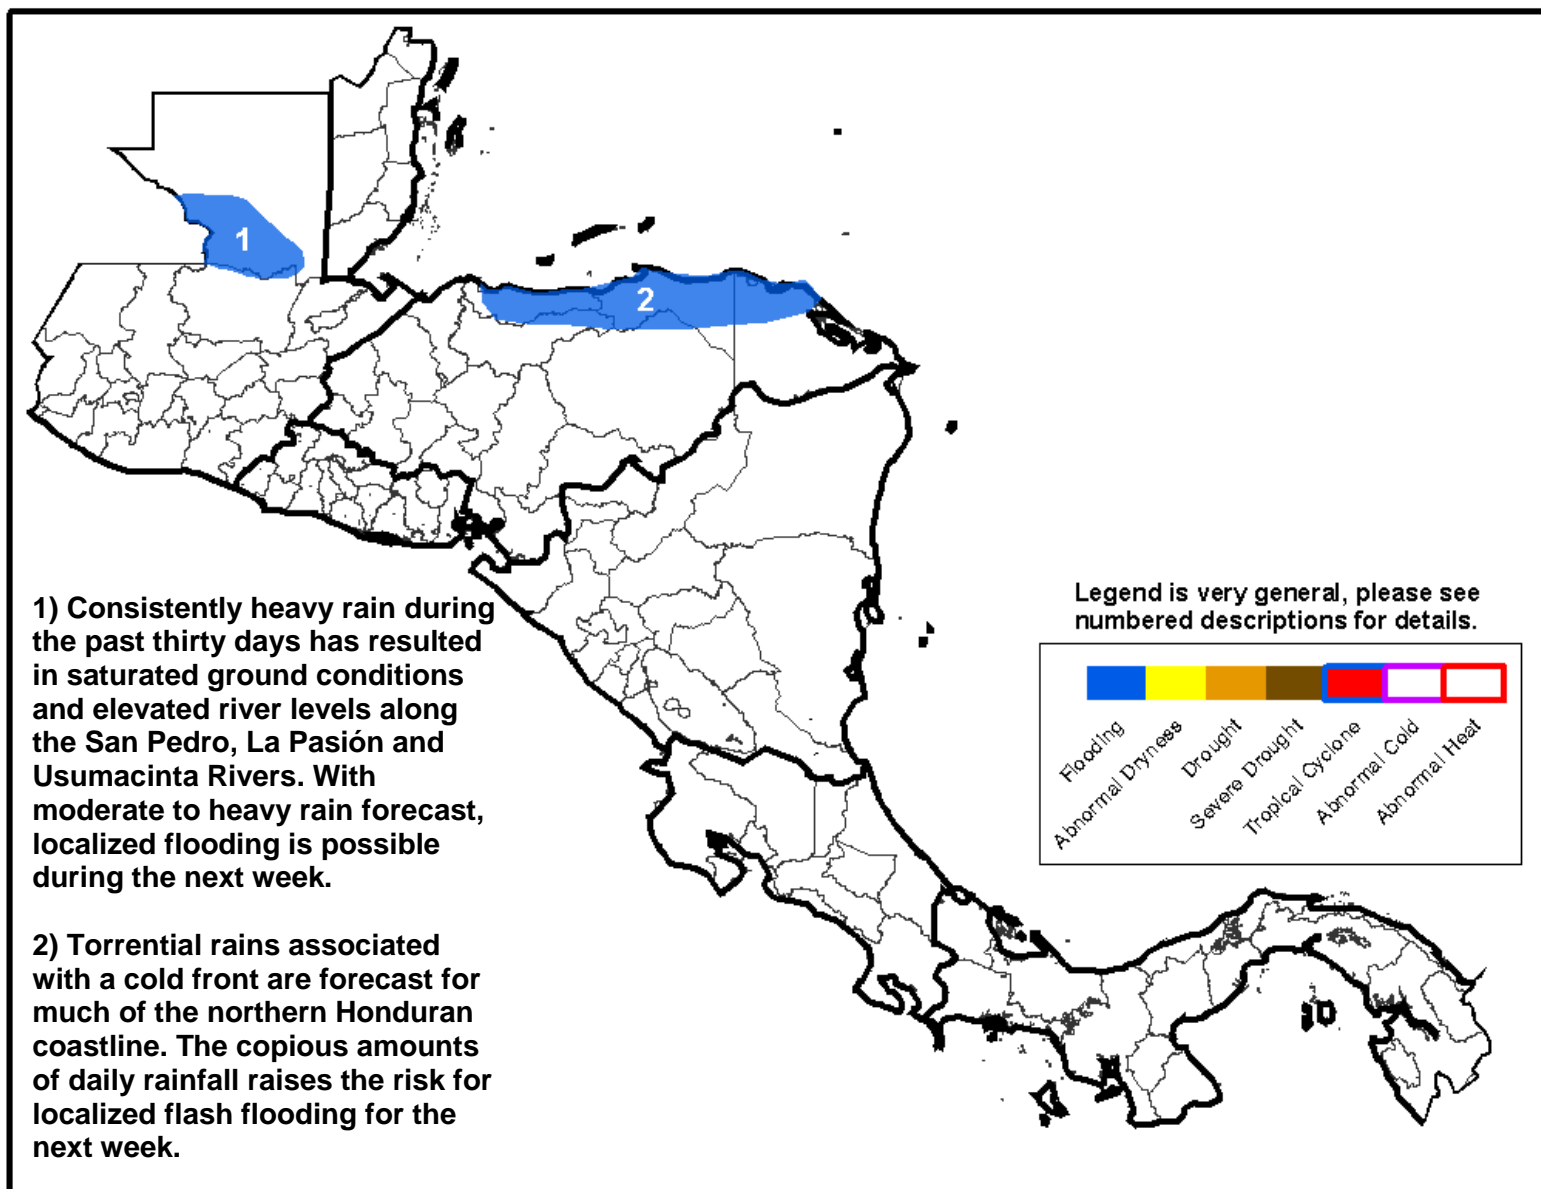 1
2
1) Consistently heavy rain during
the past thirty days has resulted
in saturated ground conditions
and elevated river levels along
the San Pedro, La Pasión and
Usumacinta Rivers. With
moderate to heavy rain forecast,
localized flooding is possible
during the next week.
2) Torrential rains associated
with a cold front are forecast for
much of the northern Honduran
coastline. The copious amounts
of daily rainfall raises the risk for
localized flash flooding for the
next week.
Legend is very general, please see
numbered descriptions for details.
Flooding
Abnormal Dryness
Drought
Severe Drought
Tropical Cyclone
Abnormal Cold
Abnormal Heat